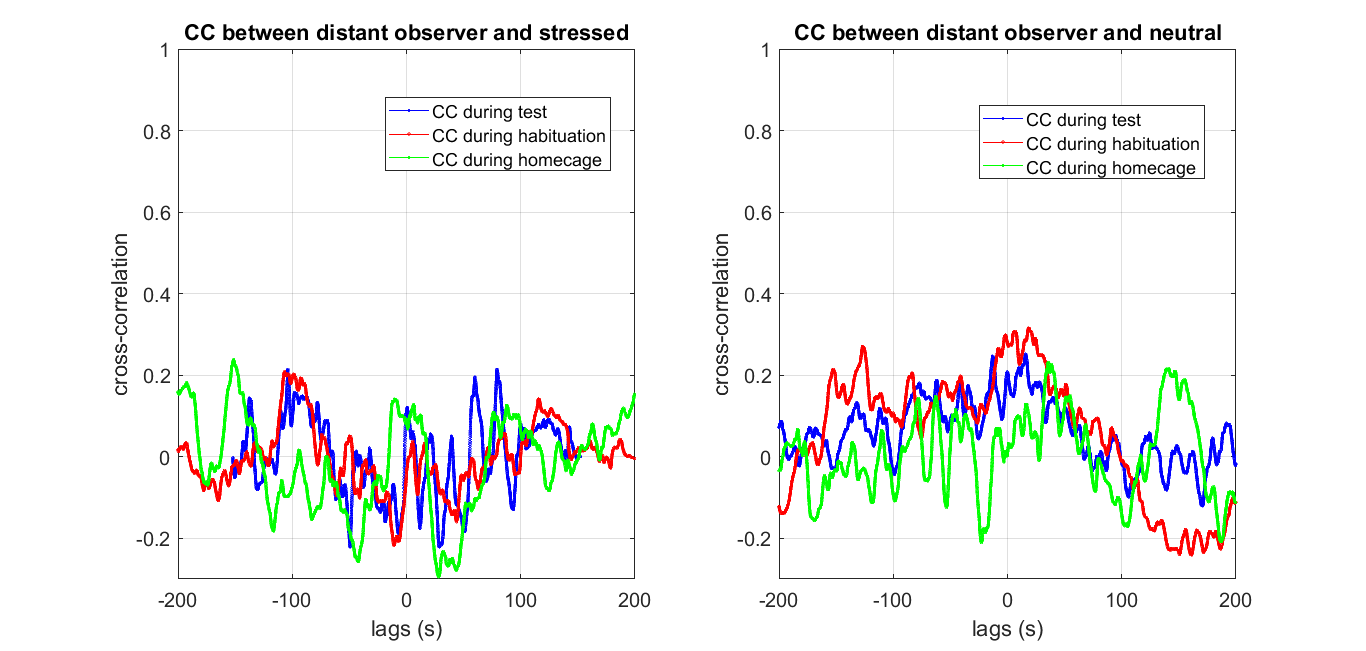 CC between distant observer and stressed
1
0.8
0.6
0.4
0.2
0
-0.2
cross-correlation
CC during test
CC during habituation
CC during homecage
-200 -100 0 100 200
lags (s)
CC between distant observer and neutral
1
0.8
0.6
0.4
0.2
0
-0.2
cross-correlation
CC during test
CC during habituation
CC during homecage
-200 -100 0 100 200
lags (s)